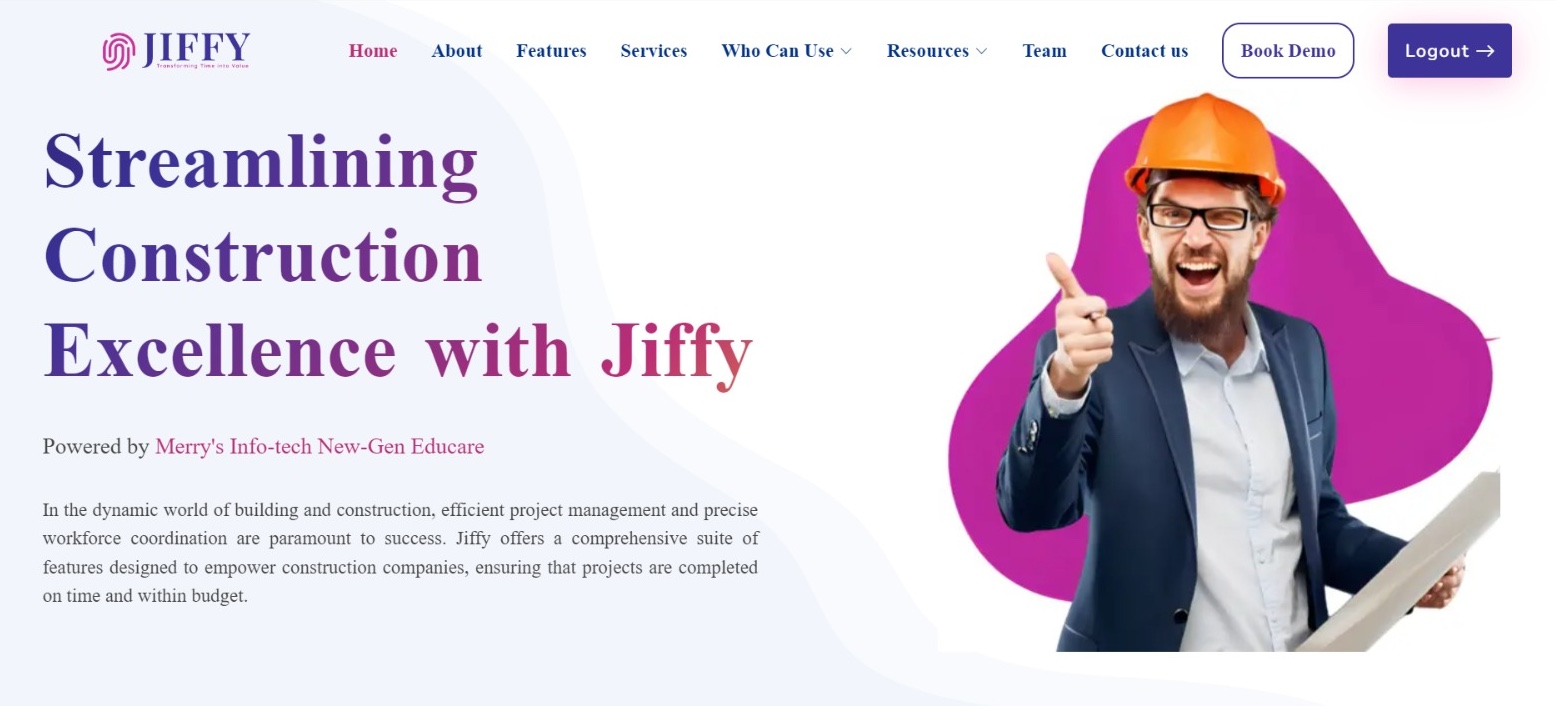 JIFFY
Transforming Time into Value
Home
About
Features
Services
Who Can Use
Resources
Team
Contact us
Book Demo
Logout →
Streamlining
Construction
Excellence with Jiffy
Powered by Merry's Info-tech New-Gen Educare
In the dynamic world of building and construction, efficient project management and precise
workforce coordination are paramount to success. Jiffy offers a comprehensive suite of
features designed to empower construction companies, ensuring that projects are completed
on time and within budget.